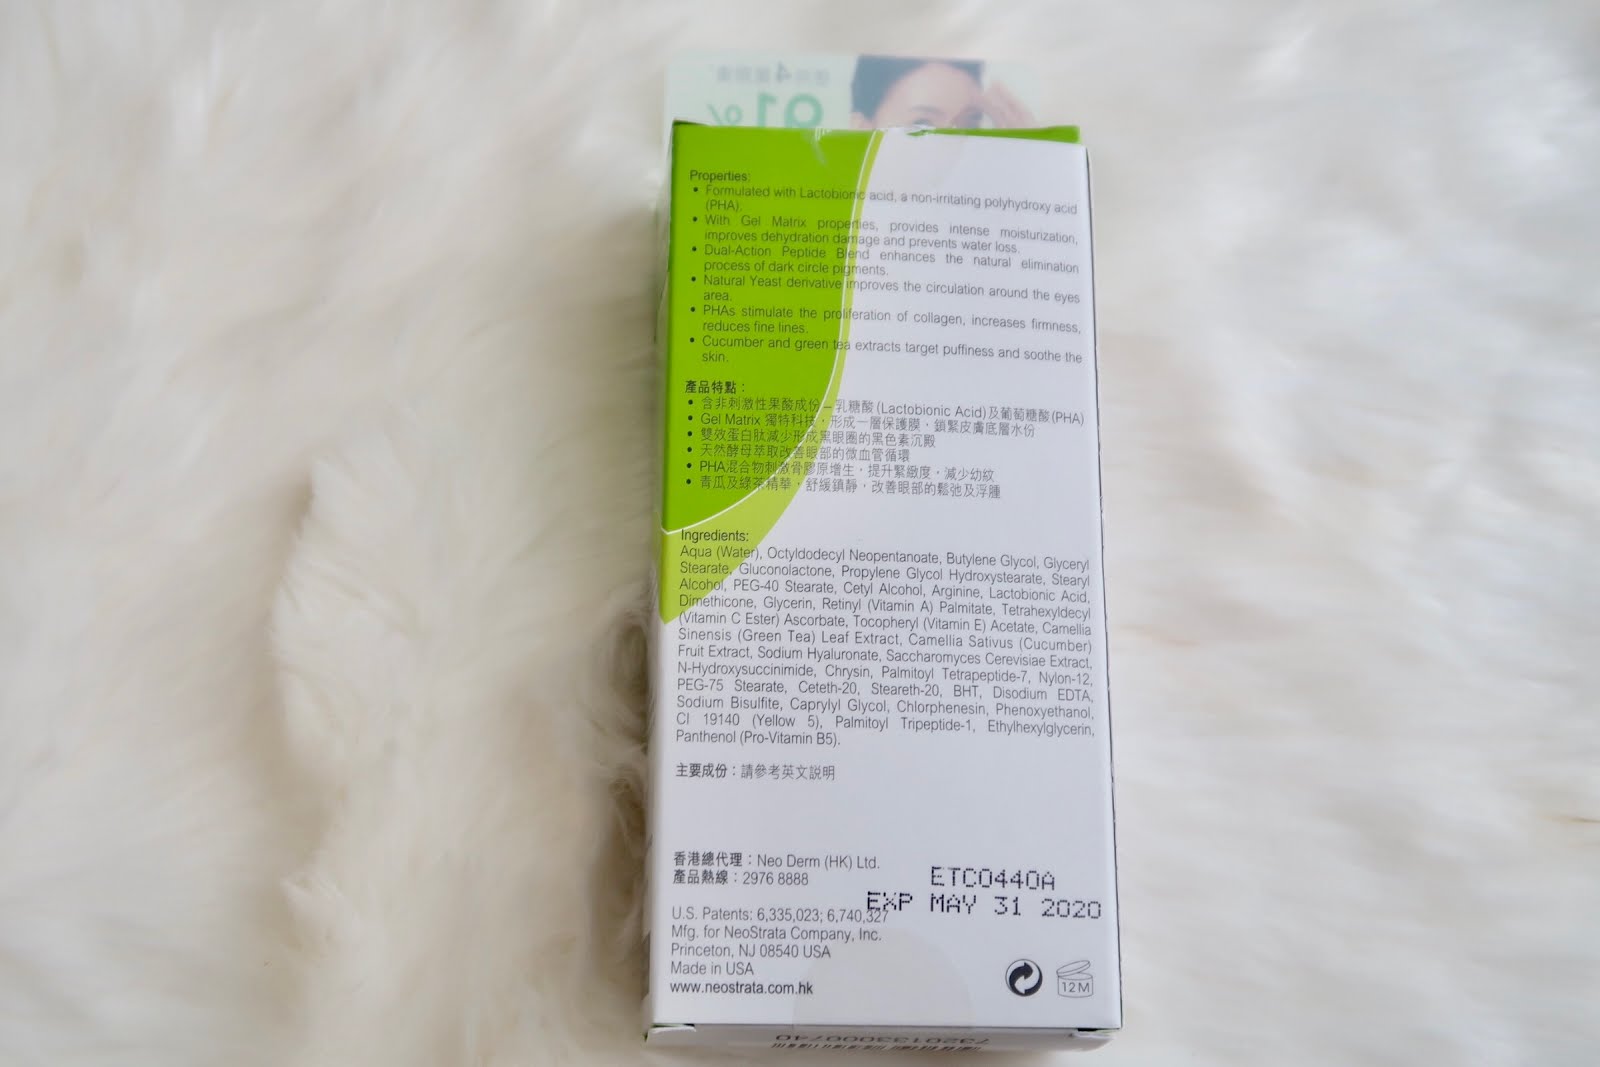 91%
Properties:
• Formulated with Lactobionic acid, a non-irritating polyhydroxy acid
(PHA).
• With Gel Matrix properties, provides intense moisturization,
improves dehydration damage and prevents water loss.
• Dual-Action Peptide Blend enhances the natural elimination
process of dark circle pigments.
• Natural Yeast derivative improves the circulation around the eyes
area.
• PHAs stimulate the proliferation of collagen, increases firmness,
reduces fine lines.
• Cucumber and green tea extracts target puffiness and soothe the
skin.
產品特點：
• 含非刺激性果酸成份 – 乳糖酸 (Lactobionic Acid) 及葡萄糖酸 (PHA)
• Gel Matrix 獨特科技，形成一層保護膜，鎖緊皮膚底層水份
• 雙效蛋白肽減少形成黑眼圈的黑色素沉殿
• 天然酵母萃取改善眼部的微血管循環
• PHA混合物刺激骨膠原增生，提升緊緻度，減少幼紋
• 青瓜及綠茶精華，舒緩鎮靜，改善眼部的鬆弛及浮腫
Ingredients:
Aqua (Water), Octyldodecyl Neopentanoate, Butylene Glycol, Glyceryl
Stearate, Gluconolactone, Propylene Glycol Hydroxystearate, Stearyl
Alcohol, PEG-40 Stearate, Cetyl Alcohol, Arginine, Lactobionic Acid,
Dimethicone, Glycerin, Retinyl (Vitamin A) Palmitate, Tetrahexyldecyl
(Vitamin C Ester) Ascorbate, Tocopheryl (Vitamin E) Acetate, Camellia
Sinensis (Green Tea) Leaf Extract, Camellia Sativus (Cucumber)
Fruit Extract, Sodium Hyaluronate, Saccharomyces Cerevisiae Extract,
N-Hydroxysuccinimide, Chrysin, Palmitoyl Tetrapeptide-7, Nylon-12,
PEG-75 Stearate, Ceteth-20, Steareth-20, BHT, Disodium EDTA,
Sodium Bisulfite, Caprylyl Glycol, Chlorphenesin, Phenoxyethanol,
CI 19140 (Yellow 5), Palmitoyl Tripeptide-1, Ethylhexylglycerin,
Panthenol (Pro-Vitamin B5).
主要成份：請參考英文説明
香港總代理：Neo Derm (HK) Ltd.
產品熱線：2976 8888
ETC0440A
EXP MAY 31 2020
U.S. Patents: 6,335,023; 6,740,327
Mfg. for NeoStrata Company, Inc.
Princeton, NJ 08540 USA
Made in USA
www.neostrata.com.hk
12M
732013300740